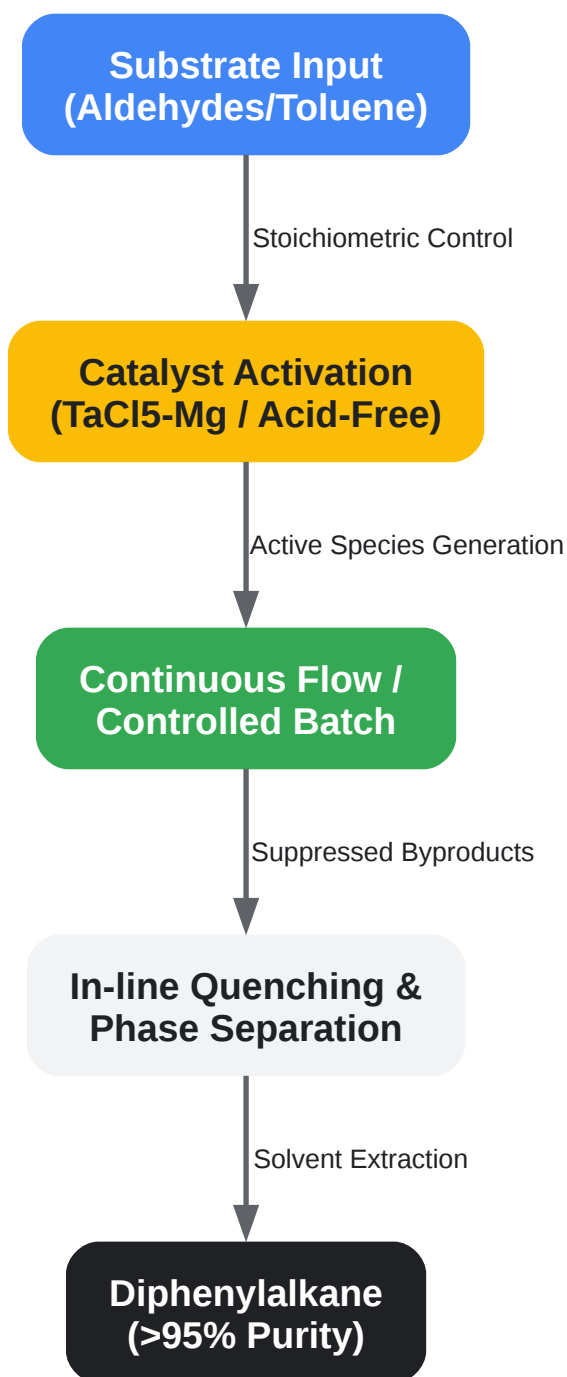 Substrate Input
(Aldehydes/Toluene)
Stoichiometric Control
Catalyst Activation
(TaCl5-Mg / Acid-Free)
Active Species Generation
Continuous Flow /
Controlled Batch
Suppressed Byproducts
In-line Quenching &
Phase Separation
Solvent Extraction
Diphenylalkane
(>95% Purity)